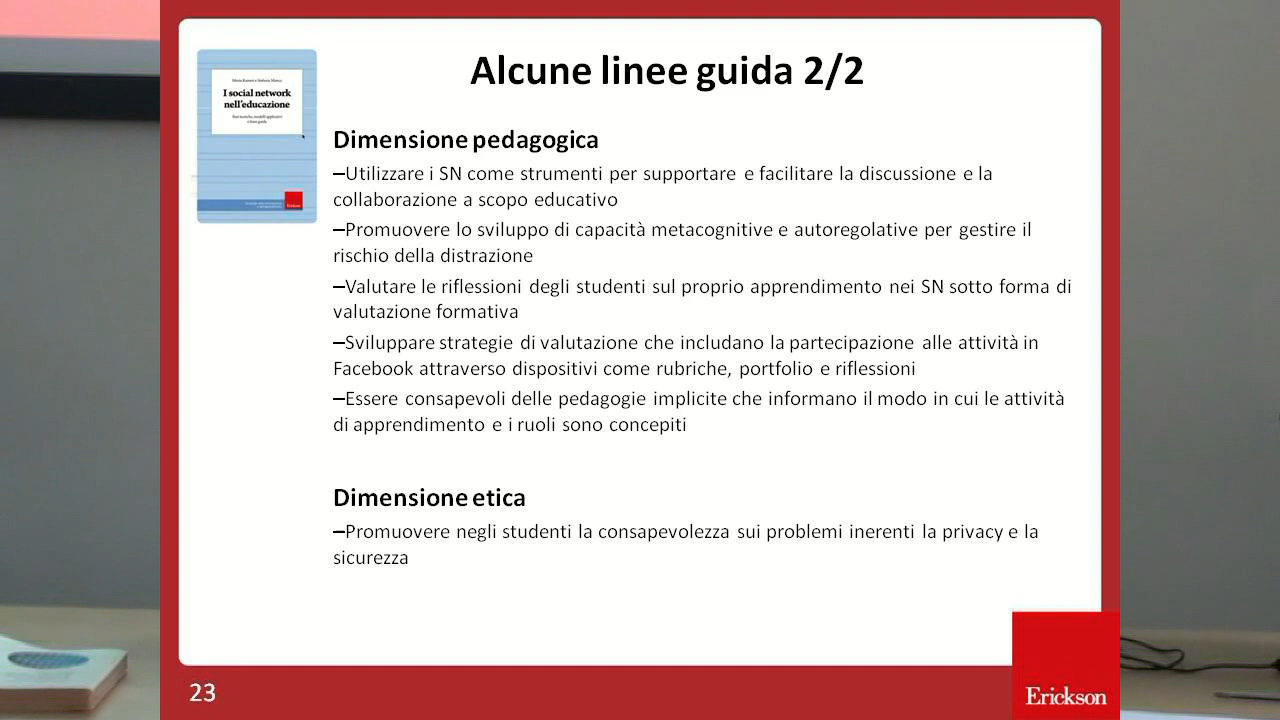 I social network
nell'educazione
Alcune linee guida 2/2
Dimensione pedagogica
–Utilizzare i SN come strumenti per supportare e facilitare la discussione e la
collaborazione a scopo educativo
–Promuovere lo sviluppo di capacità metacognitive e autoregolative per gestire il
rischio della distrazione
–Valutare le riflessioni degli studenti sul proprio apprendimento nei SN sotto forma di
valutazione formativa
–Sviluppare strategie di valutazione che includano la partecipazione alle attività in
Facebook attraverso dispositivi come rubriche, portfolio e riflessioni
–Essere consapevoli delle pedagogie implicite che informano il modo in cui le attività
di apprendimento e i ruoli sono concepiti
Dimensione etica
–Promuovere negli studenti la consapevolezza sui problemi inerenti la privacy e la
sicurezza
23
Erickson